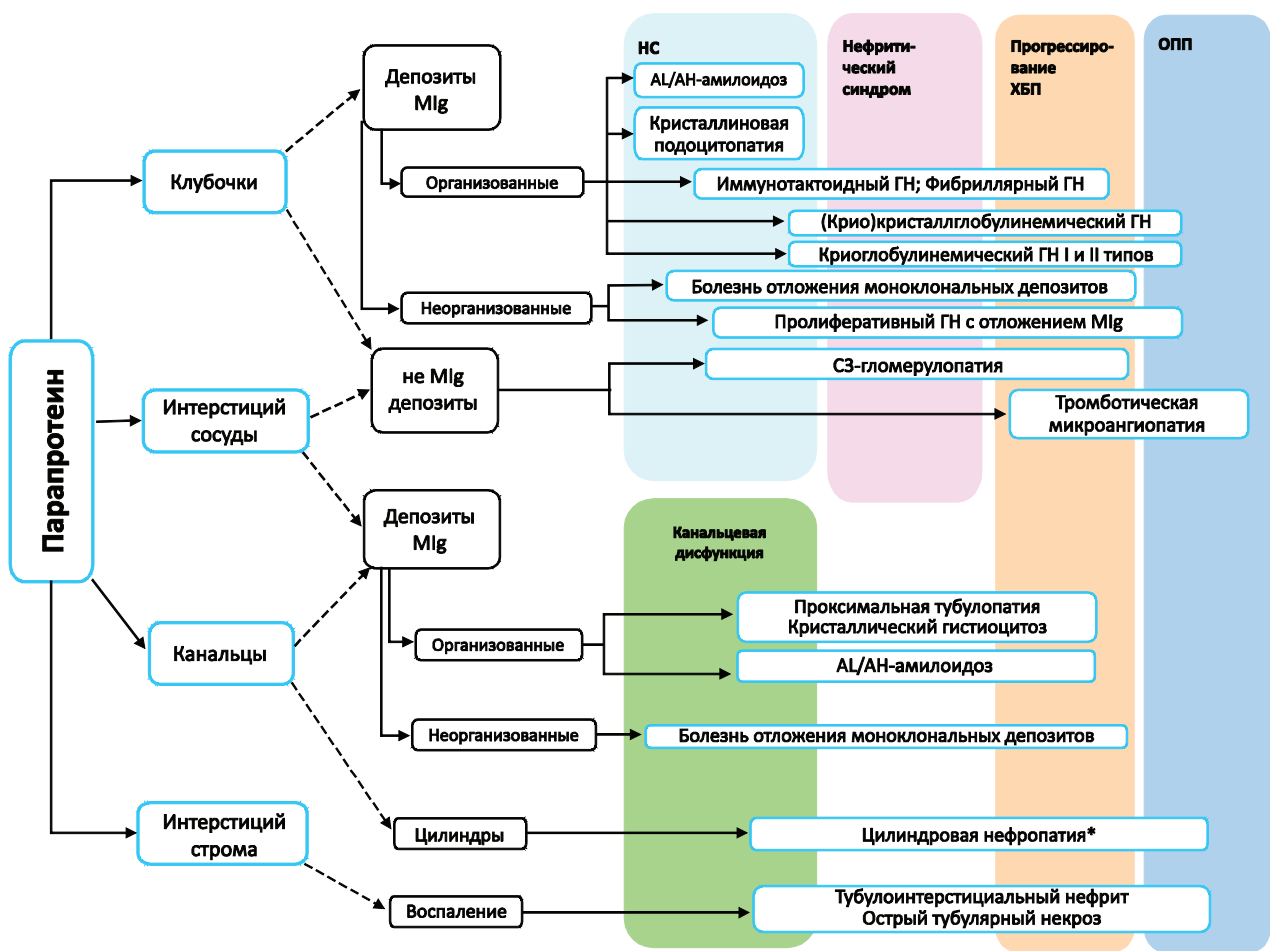 НС
Нефрити-
ческий
синдром
Прогрессиро-
вание
ХБП
ОПП
Депозиты
MIg
AL/AH-амилоидоз
Кристаллиновая
подоцитопатия
Клубочки
Организованные
Иммунотактоидный ГН; Фибриллярный ГН
(Крио)кристаллглобулинемический ГН
Криоглобулинемический ГН I и II типов
Неорганизованные
Болезнь отложения моноклональных депозитов
Пролиферативный ГН с отложением MIg
Парапротеин
Интерстиций
сосуды
не MIg
депозиты
С3-гломерулопатия
Тромботическая
микроангиопатия
Депозиты
MIg
Канальцевая
дисфункция
Канальцы
Организованные
Проксимальная тубулопатия
Кристаллический гистиоцитоз
AL/AH-амилоидоз
Неорганизованные
Болезнь отложения моноклональных депозитов
Интерстиций
строма
Цилиндры
Цилиндровая нефропатия*
Воспаление
Тубулоинтерстициальный нефрит
Острый тубулярный некроз